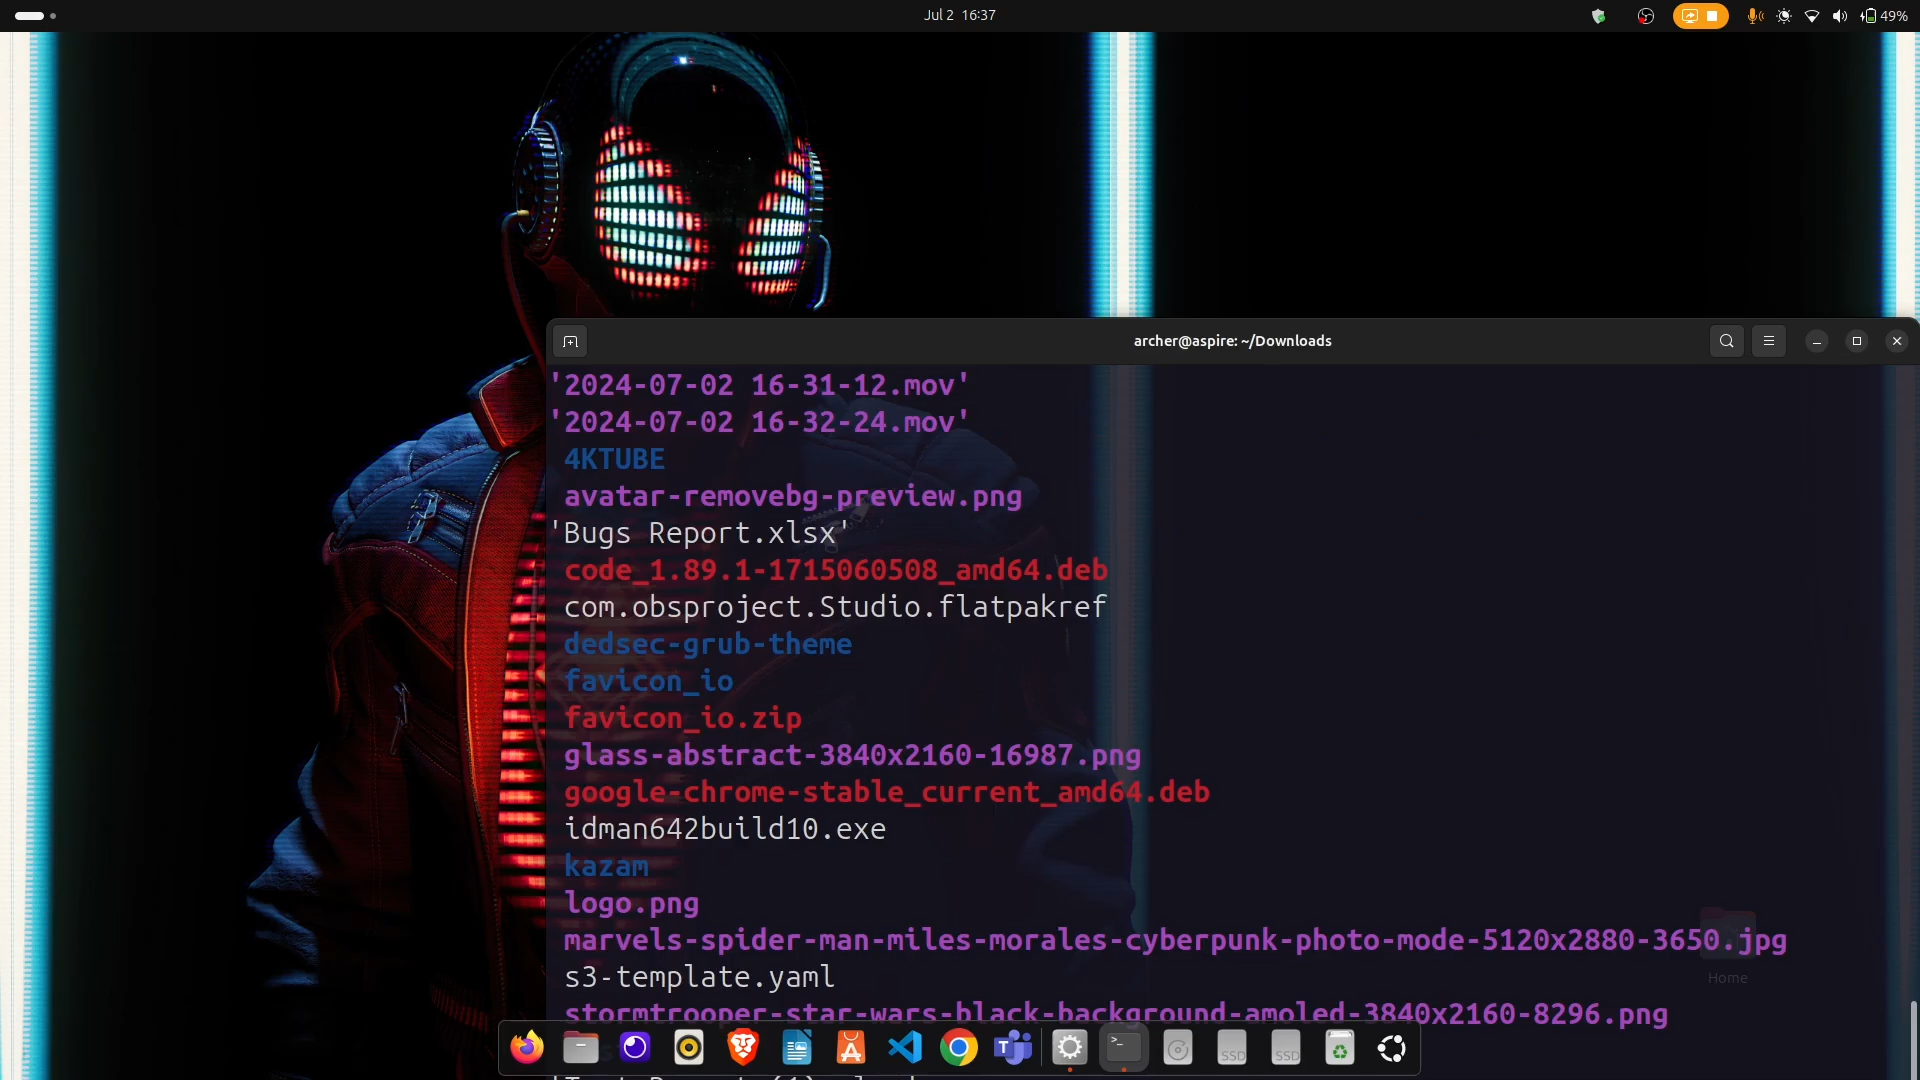 Jul 2 16:37
49%
archer@aspire: ~/Downloads
'2024-07-02 16-31-12.mov'
'2024-07-02 16-32-24.mov'
4KTUBE
avatar-removebg-preview.png
'Bugs Report.xlsx'
code_1.89.1-1715060508_amd64.deb
com.obsproject.Studio.flatpakref
dedsec-grub-theme
favicon_io
favicon_io.zip
glass-abstract-3840x2160-16987.png
google-chrome-stable_current_amd64.deb
idman642build10.exe
kazam
logo.png
marvels-spider-man-miles-morales-cyberpunk-photo-mode-5120x2880-3650.jpg
s3-template.yaml
Home
stormtrooper-star-wars-black-background-amoled-3840x2160-8296.png
SSD
SSD